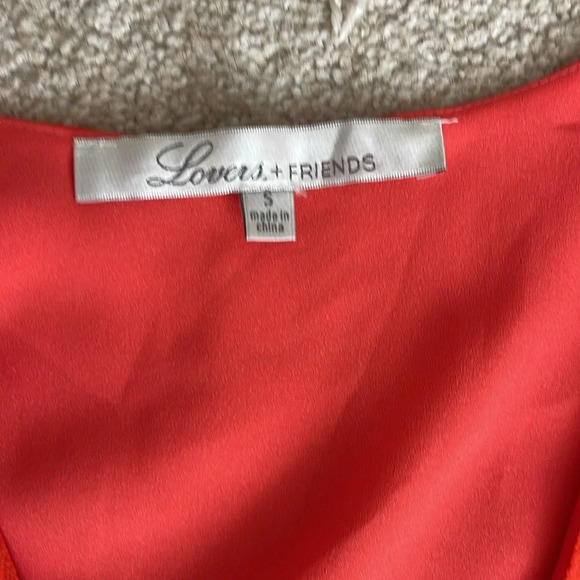 Lovers + FRIENDS
S
made in
china